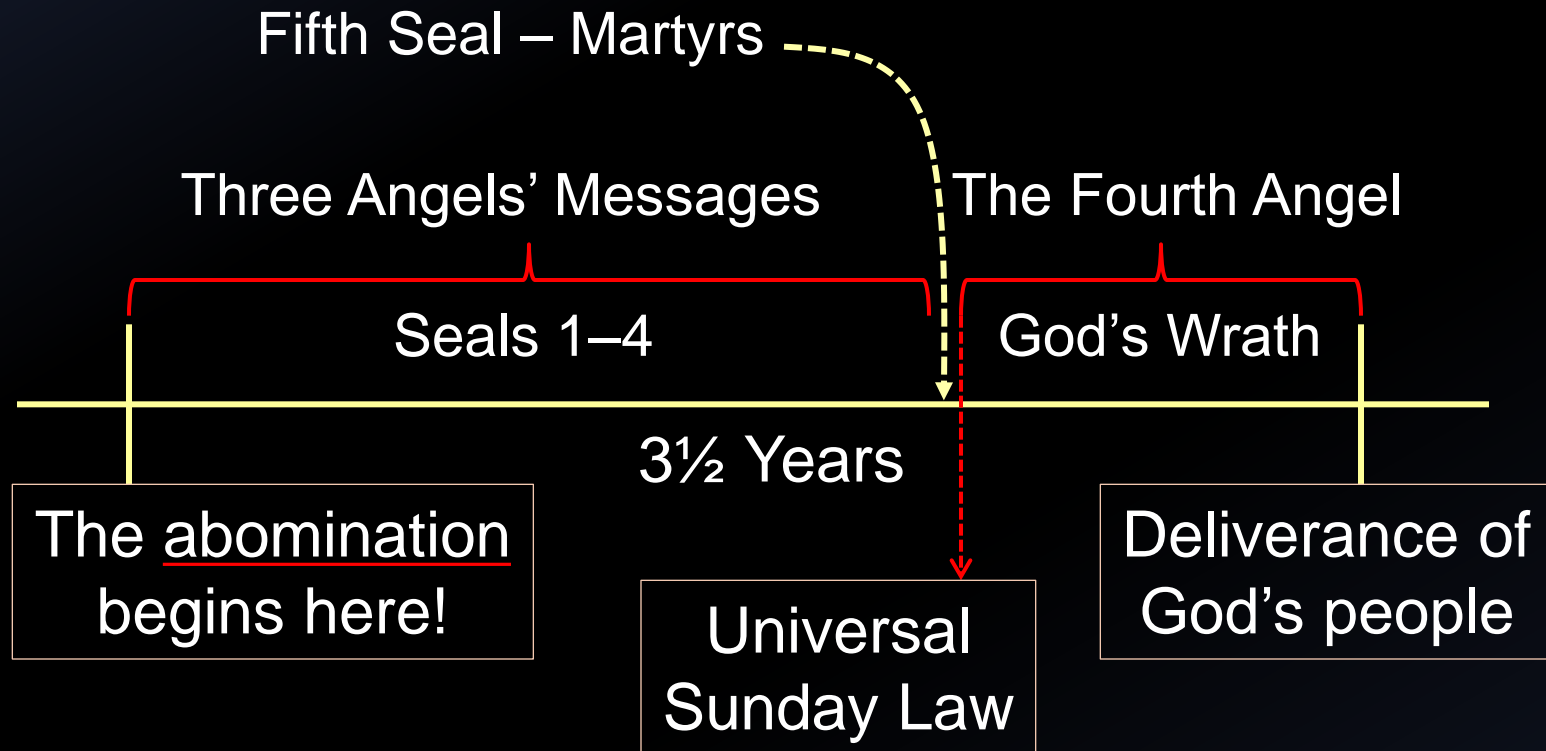 Fifth Seal – Martyrs
Three Angels’ Messages
The Fourth Angel
Seals 1–4
God’s Wrath
3½ Years
The abomination
begins here!
Universal
Sunday Law
Deliverance of
God’s people